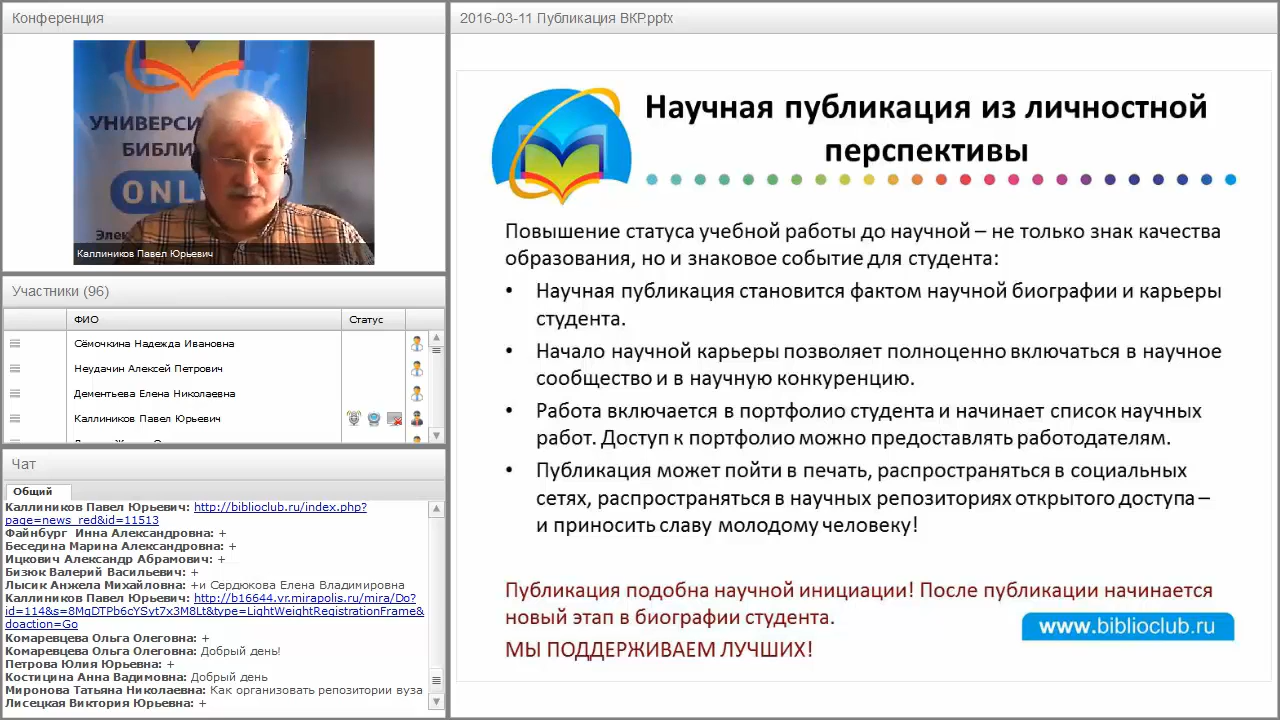 Конференция
УНИВЕРСИ
БИБЛИ
ONL
Элек
Каллиников Павел Юрьевич
Участники (96)
ФИО
Статус
Сёмочкина Надежда Ивановна
Неудачин Алексей Петрович
Дементьева Елена Николаевна
Каллиников Павел Юрьевич
Чат
Общий
Каллиников Павел Юрьевич: http://biblioclub.ru/index.php?
page=news_red&id=11513
Файнбург Инна Александровна: +
Беседина Марина Александровна: +
Ицкович Александр Абрамович: +
Бизюк Валерий Васильевич: +
Лысик Анжела Михайловна: +и Сердюкова Елена Владимировна
Каллиников Павел Юрьевич: http://b16644.vr.mirapolis.ru/mira/Do?
id=114&s=8MgDTPb6cYSyt7x3M8Lt&type=LightWeightRegistrationFrame&
doaction=Go
Комаревцева Ольга Олеговна: +
Комаревцева Ольга Олеговна: Добрый день!
Петрова Юлия Юрьевна: +
Костицина Анна Вадимовна: Добрый день
Миронова Татьяна Николаевна: Как организовать репозитории вуза
Лисецкая Виктория Юрьевна: +
2016-03-11 Публикация ВКР.pptx
Научная публикация из личностной
перспективы
Повышение статуса учебной работы до научной – не только знак качества
образования, но и знаковое событие для студента:
• Научная публикация становится фактом научной биографии и карьеры
студента.
• Начало научной карьеры позволяет полноценно включаться в научное
сообщество и в научную конкуренцию.
• Работа включается в портфолио студента и начинает список научных
работ. Доступ к портфолио можно предоставлять работодателям.
• Публикация может пойти в печать, распространяться в социальных
сетях, распространяться в научных репозиториях открытого доступа –
и приносить славу молодому человеку!
Публикация подобна научной инициации! После публикации начинается
новый этап в биографии студента.
www.biblioclub.ru
МЫ ПОДДЕРЖИВАЕМ ЛУЧШИХ!